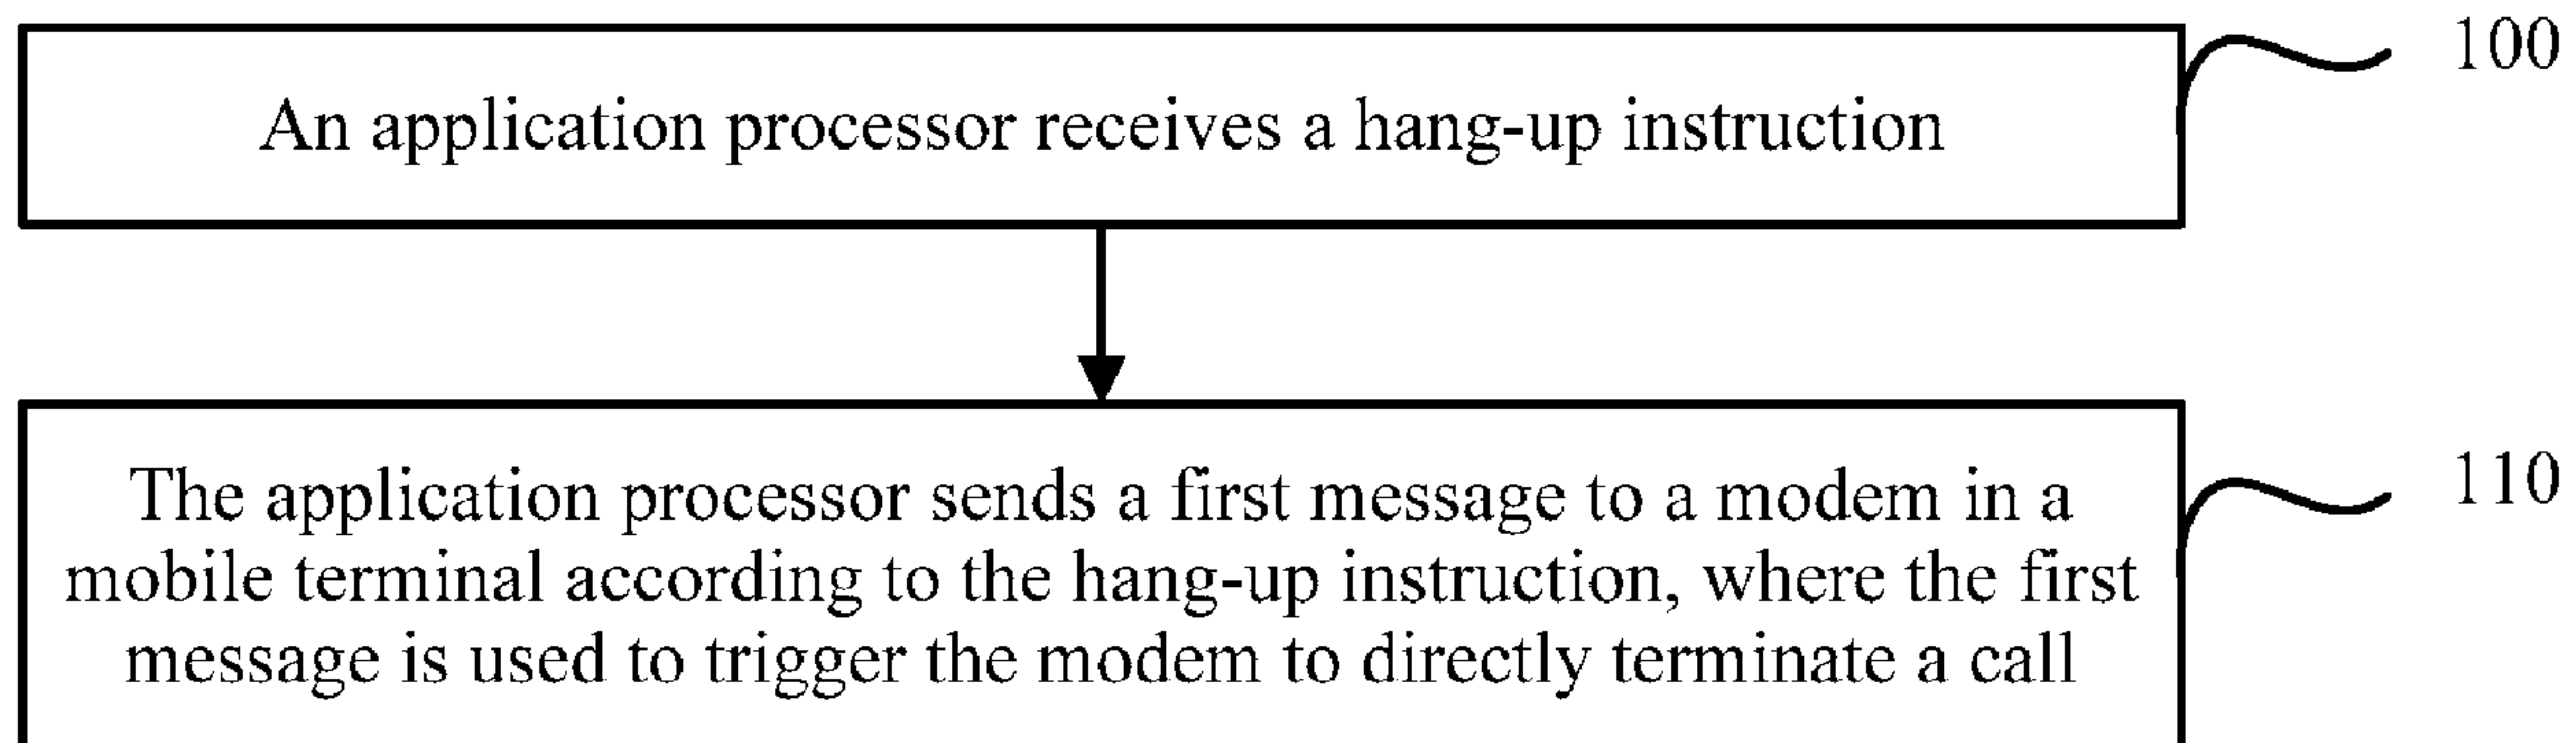 An application processor receives a hang-up instruction
100
The application processor sends a first message to a modem in a
mobile terminal according to the hang-up instruction, where the first
message is used to trigger the modem to directly terminate a call
110